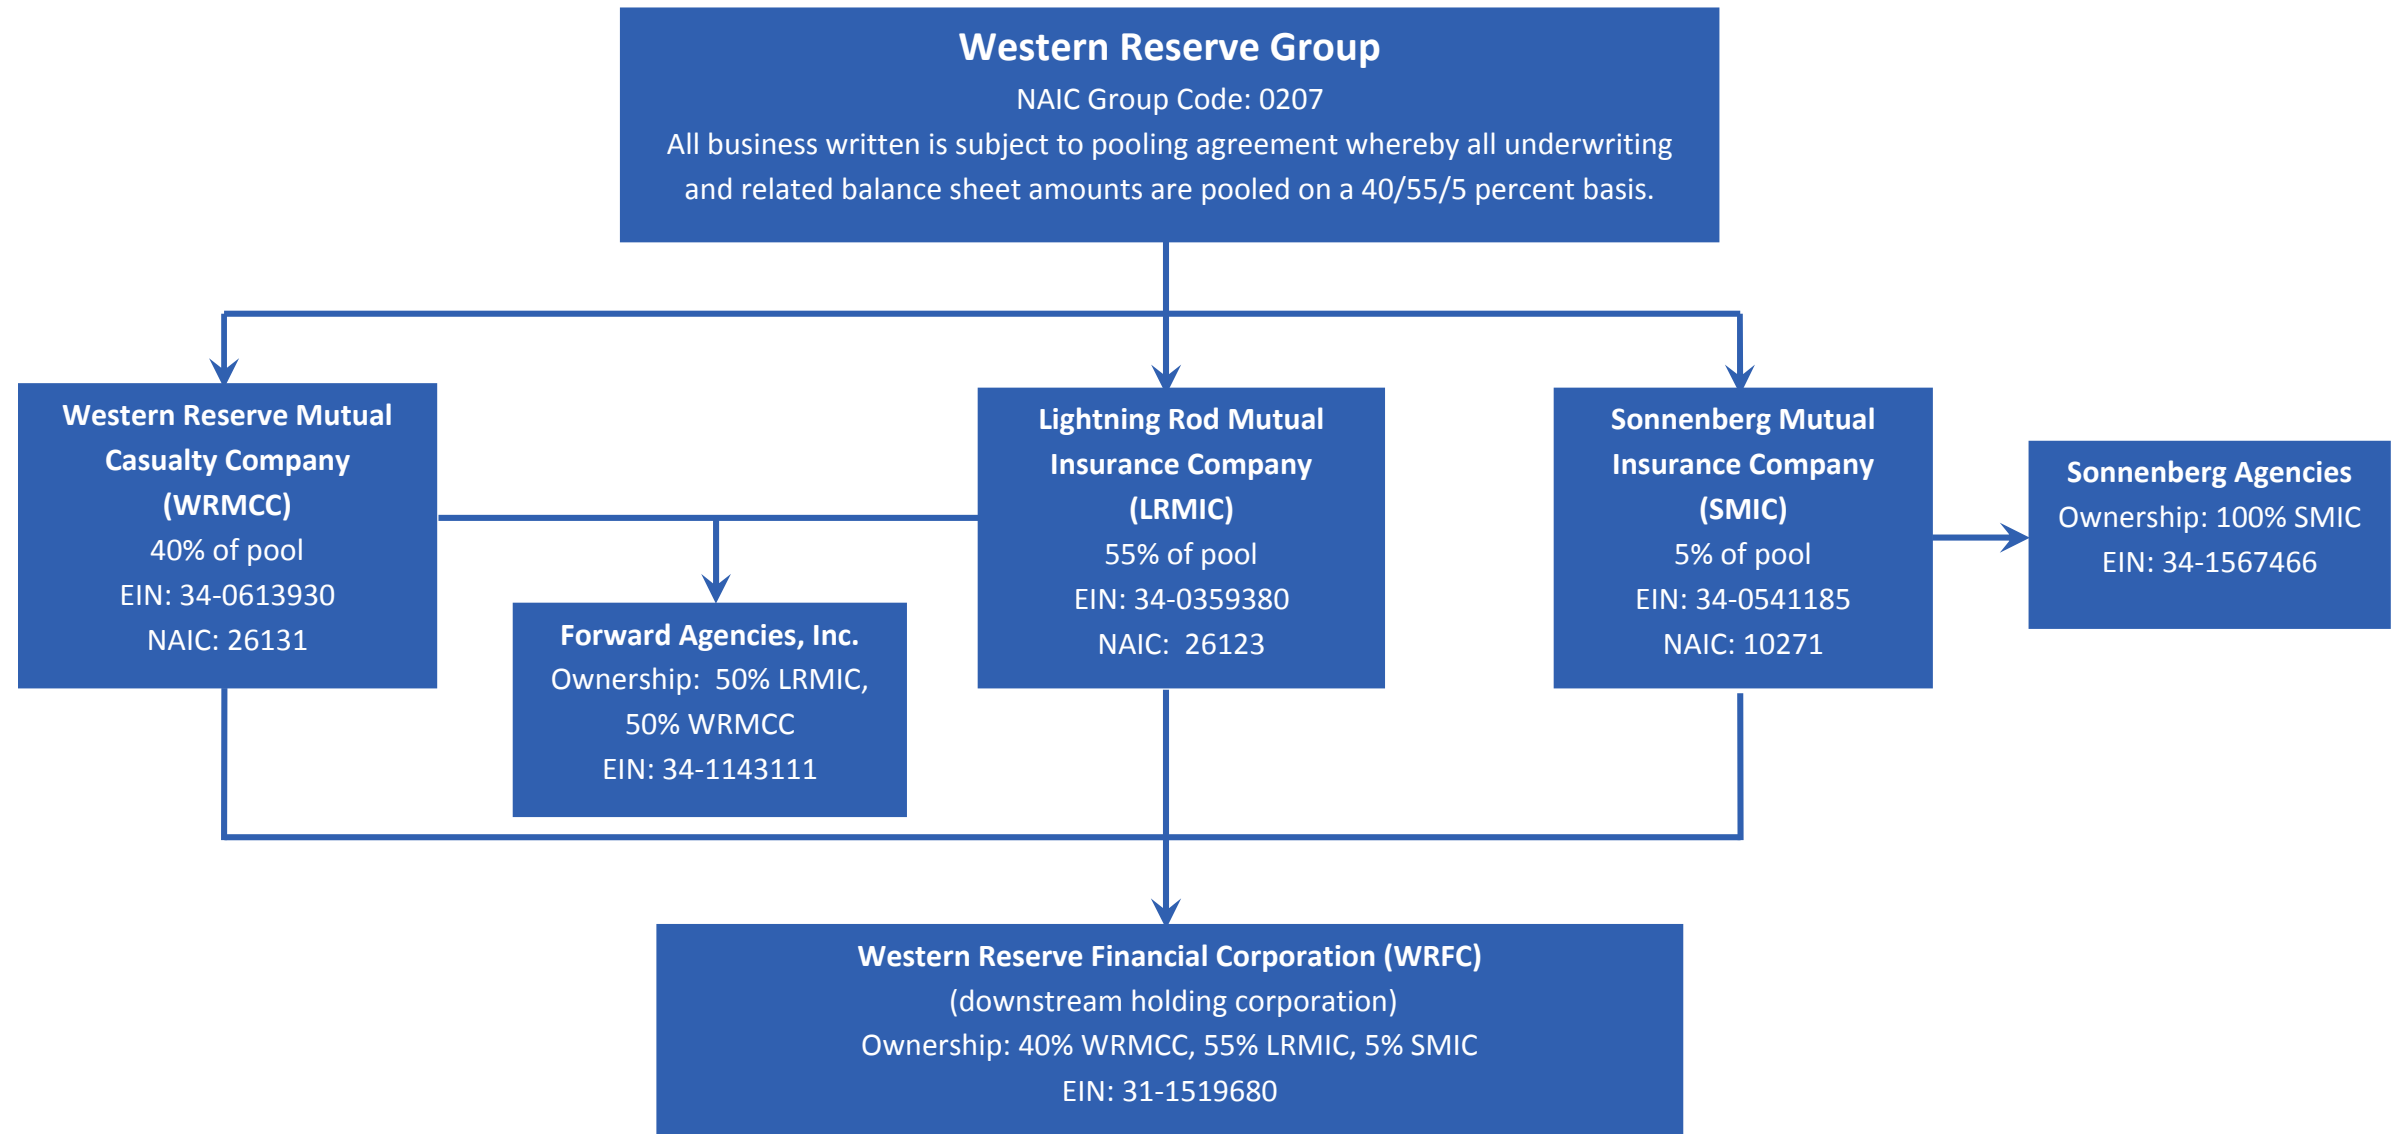 Western Reserve Group
NAIC Group Code: 0207
All business written is subject to pooling agreement whereby all underwriting
and related balance sheet amounts are pooled on a 40/55/5 percent basis.
Western Reserve Mutual
Casualty Company
(WRMCC)
40% of pool
EIN: 34-0613930
NAIC: 26131
Forward Agencies, Inc.
Ownership:  50% LRMIC,
50% WRMCC
EIN: 34-1143111
Lightning Rod Mutual
Insurance Company
(LRMIC)
55% of pool
EIN: 34-0359380
NAIC:  26123
Sonnenberg Mutual
Insurance Company
(SMIC)
5% of pool
EIN: 34-0541185
NAIC: 10271
Sonnenberg Agencies
Ownership: 100% SMIC
EIN: 34-1567466
Western Reserve Financial Corporation (WRFC)
(downstream holding corporation)
Ownership: 40% WRMCC, 55% LRMIC, 5% SMIC
EIN: 31-1519680